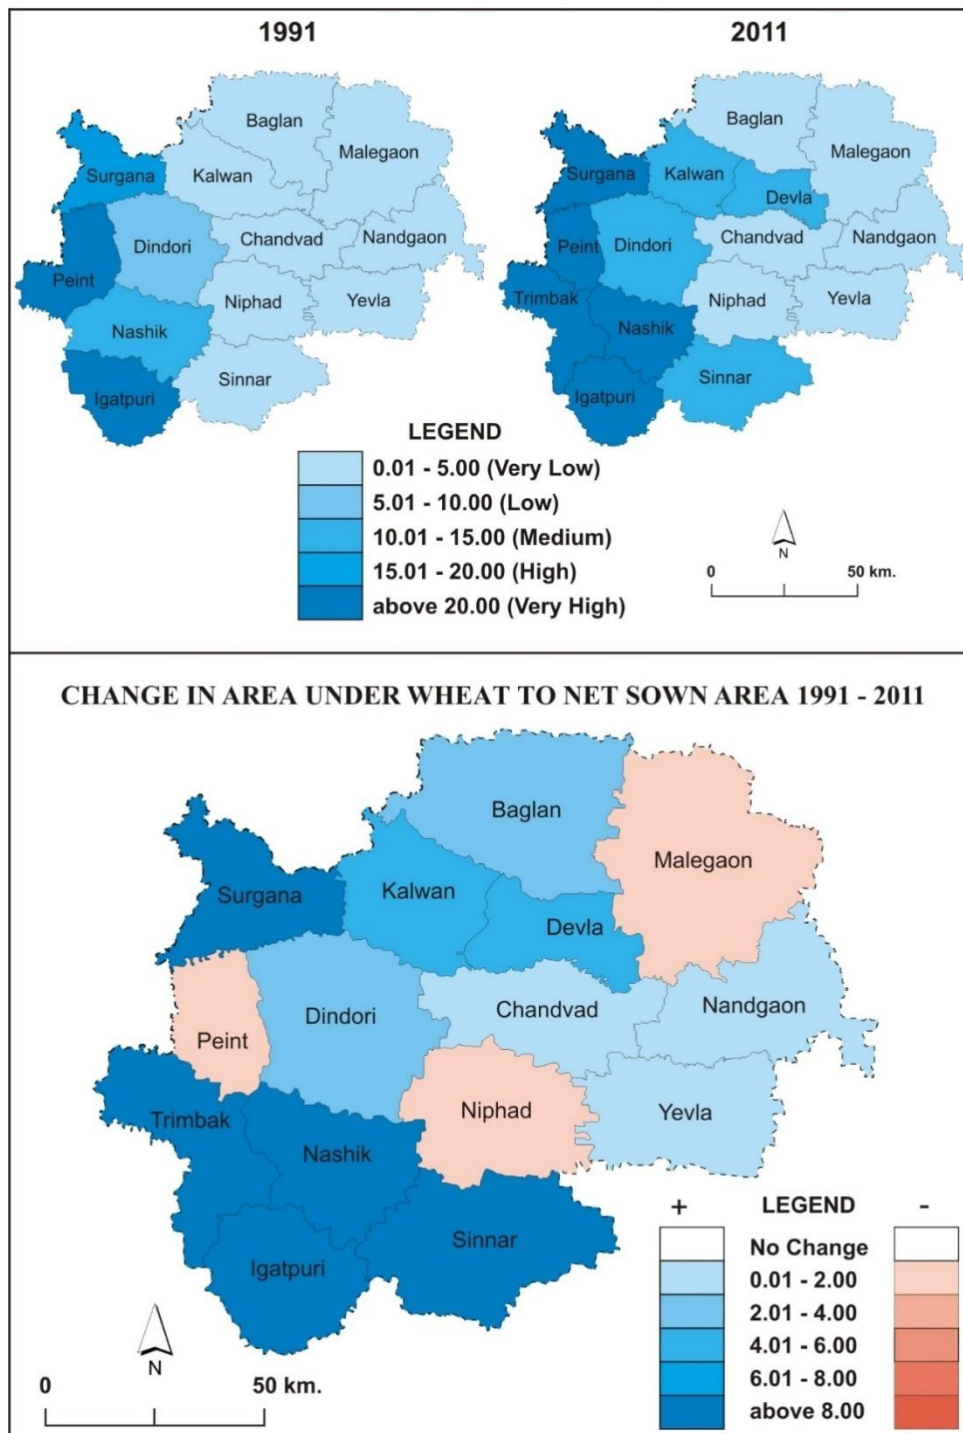 1991
2011
Baglan
Malegaon
Surgana
Kalwan
Dindori
Chandvad
Nandgaon
Peint
Niphad
Yevla
Nashik
Sinnar
Igatpuri
Baglan
Malegaon
Surgana
Kalwan
Devla
Peint
Dindori
Chandvad
Nandgaon
Trimbak
Niphad
Yevla
Nashik
Sinnar
Igatpuri
LEGEND
0.01 - 5.00 (Very Low)
5.01 - 10.00 (Low)
10.01 - 15.00 (Medium)
15.01 - 20.00 (High)
above 20.00 (Very High)
N
0 50 km.
CHANGE IN AREA UNDER WHEAT TO NET SOWN AREA 1991 - 2011
Baglan
Malegaon
Surgana
Kalwan
Devla
Nandgaon
Chandvad
Dindori
Peint
Niphad
Yevla
Trimbak
Nashik
Sinnar
Igatpuri
+ LEGEND -
No Change
0.01 - 2.00
2.01 - 4.00
4.01 - 6.00
6.01 - 8.00
above 8.00
N
0 50 km.